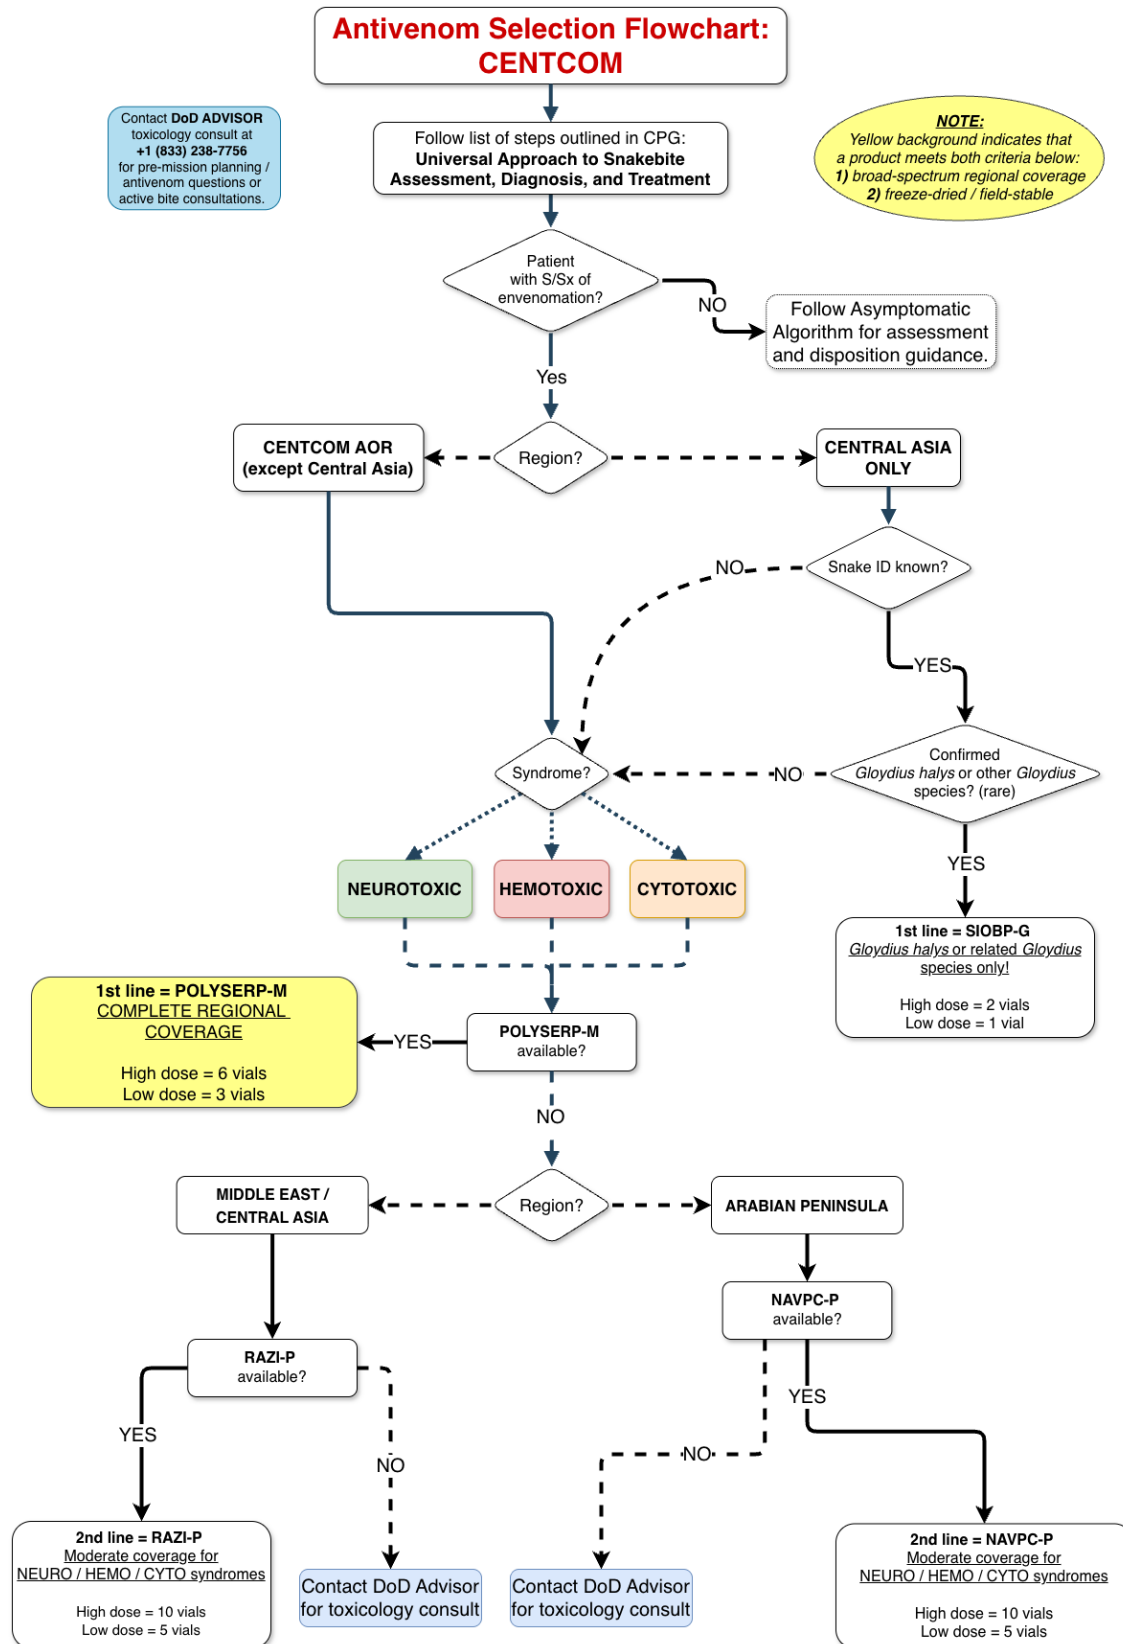 Antivenom Selection Flowchart:
CENTCOM
Contact DoD ADVISOR
toxicology consult at
+1 (833) 238-7756
for pre-mission planning /
antivenom questions or
active bite consultations.
Follow list of steps outlined in CPG:
Universal Approach to Snakebite
Assessment, Diagnosis, and Treatment
NOTE:
Yellow background indicates that
a product meets both criteria below:
1) broad-spectrum regional coverage
2) freeze-dried / field-stable
Patient
with S/Sx of
envenomation?
NO
Follow Asymptomatic
Algorithm for assessment
and disposition guidance.
Yes
CENTCOM AOR
(except Central Asia)
Region?
CENTRAL ASIA
ONLY
NO
Snake ID known?
YES
Syndrome?
NO
Confirmed
Gloydius halys or other Gloydius
species? (rare)
YES
NEUROTOXIC
HEMOTOXIC
CYTOTOXIC
1st line = SIOBP-G
Gloydius halys or related Gloydius
species only!
High dose = 2 vials
Low dose = 1 vial
1st line = POLYSERP-M
COMPLETE REGIONAL
COVERAGE
High dose = 6 vials
Low dose = 3 vials
YES
POLYSERP-M
available?
NO
MIDDLE EAST /
CENTRAL ASIA
Region?
ARABIAN PENINSULA
NAVPC-P
available?
RAZI-P
available?
YES
YES
NO
NO
2nd line = RAZI-P
Moderate coverage for
NEURO / HEMO / CYTO syndromes
High dose = 10 vials
Low dose = 5 vials
Contact DoD Advisor
for toxicology consult
Contact DoD Advisor
for toxicology consult
2nd line = NAVPC-P
Moderate coverage for
NEURO / HEMO / CYTO syndromes
High dose = 10 vials
Low dose = 5 vials